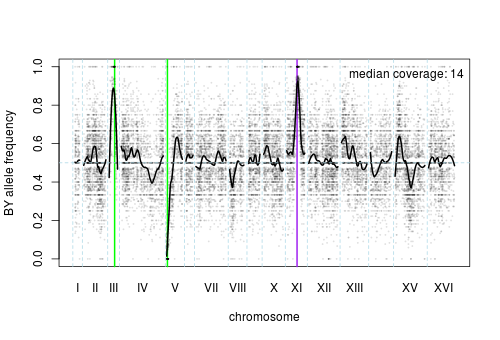 median coverage: 14
BY allele frequency
0.0 0.2 0.4 0.6 0.8 1.0
I II III IV V VII VIII X XI XII XIII XV XVI
chromosome